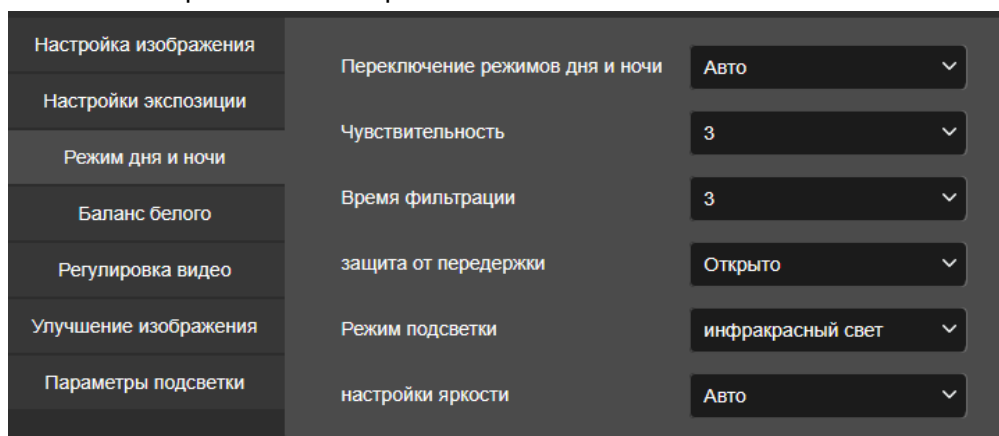 Настройка изображения
Настройки экспозиции
Режим дня и ночи
Баланс белого
Регулировка видео
Улучшение изображения
Параметры подсветки
Переключение режимов дня и ночи Авто
Чувствительность 3
Время фильтрации 3
защита от передержки Открыто
Режим подсветки инфракрасный свет
настройки яркости Авто